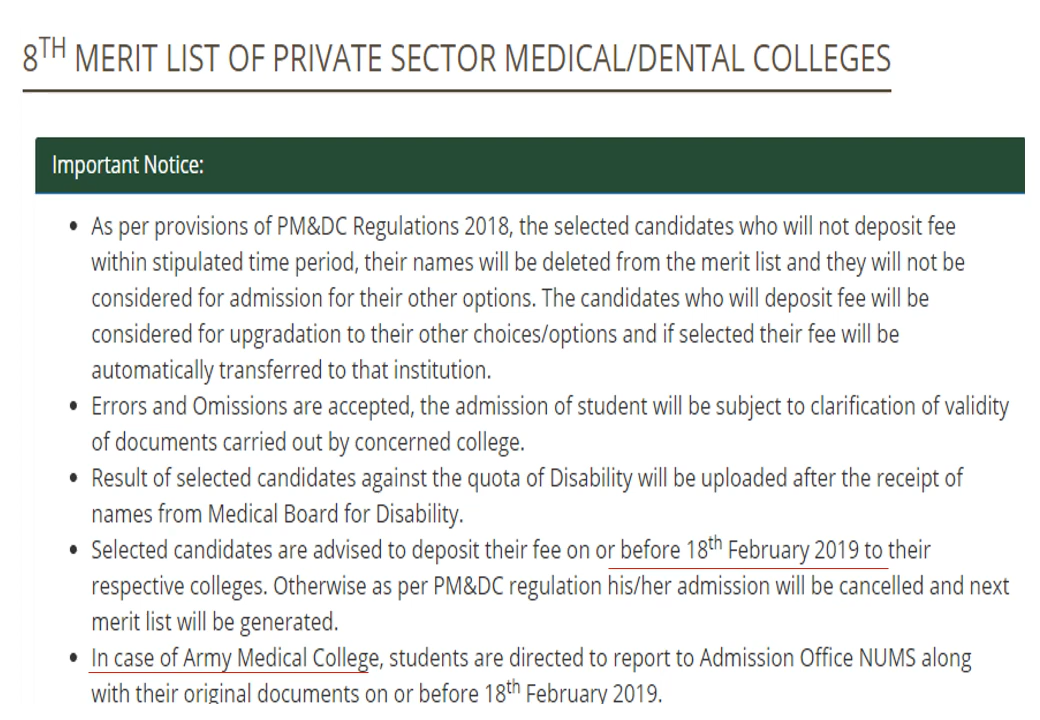 8TH MERIT LIST OF PRIVATE SECTOR MEDICAL/DENTAL COLLEGES
Important Notice:
• As per provisions of PM&DC Regulations 2018, the selected candidates who will not deposit fee
within stipulated time period, their names will be deleted from the merit list and they will not be
considered for admission for their other options. The candidates who will deposit fee will be
considered for upgradation to their other choices/options and if selected their fee will be
automatically transferred to that institution.
• Errors and Omissions are accepted, the admission of student will be subject to clarification of validity
of documents carried out by concerned college.
• Result of selected candidates against the quota of Disability will be uploaded after the receipt of
names from Medical Board for Disability.
• Selected candidates are advised to deposit their fee on or before 18th February 2019 to their
respective colleges. Otherwise as per PM&DC regulation his/her admission will be cancelled and next
merit list will be generated.
• In case of Army Medical College, students are directed to report to Admission Office NUMS along
with their original documents on or before 18th February 2019.